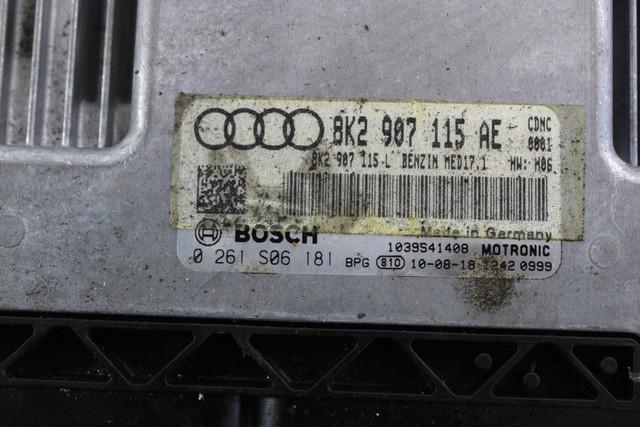 8K2 907 115 AE CDNC
0001
8K2 907 115 L BENZIN MED17.1 HW: H06
Made in Germany
BOSCH 1039S41408 MOTRONIC
0 261 S06 181 BPG 810 10-08-18 1242 0999